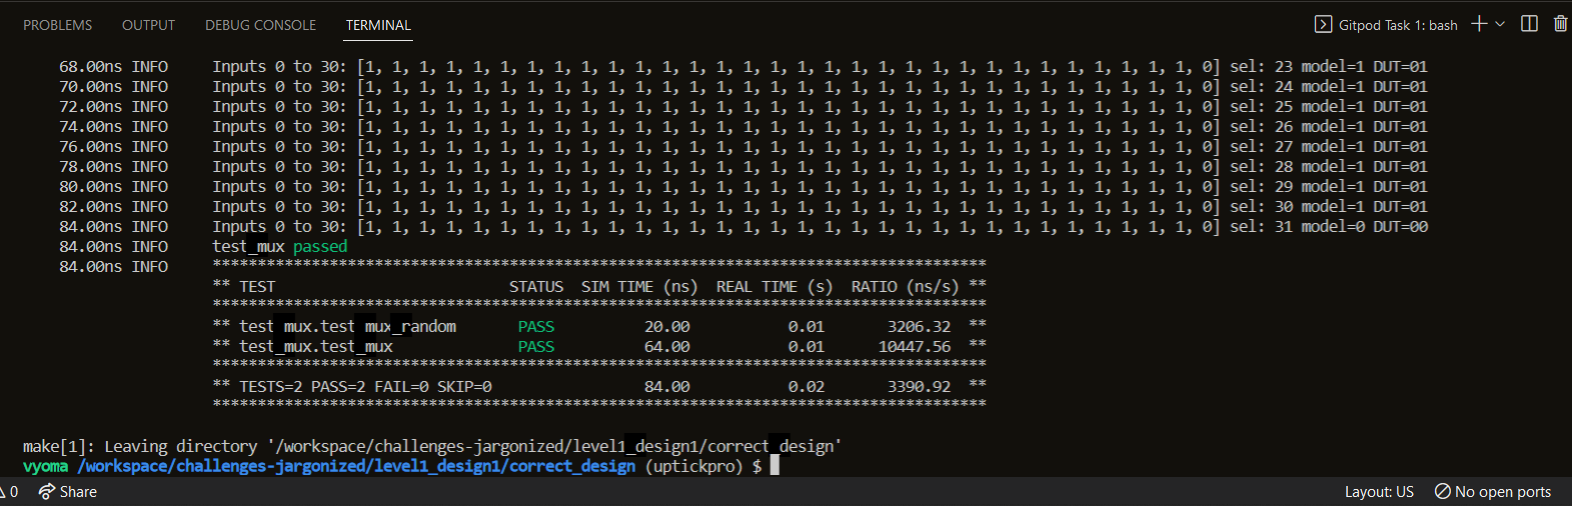 PROBLEMS OUTPUT DEBUG CONSOLE TERMINAL Gitpod Task 1: bash
68.00ns INFO Inputs 0 to 30: [1, 1, 1, 1, 1, 1, 1, 1, 1, 1, 1, 1, 1, 1, 1, 1, 1, 1, 1, 1, 1, 1, 1, 1, 1, 1, 1, 1, 1, 1, 1, 0] sel: 23 model=1 DUT=01
70.00ns INFO Inputs 0 to 30: [1, 1, 1, 1, 1, 1, 1, 1, 1, 1, 1, 1, 1, 1, 1, 1, 1, 1, 1, 1, 1, 1, 1, 1, 1, 1, 1, 1, 1, 1, 1, 0] sel: 24 model=1 DUT=01
72.00ns INFO Inputs 0 to 30: [1, 1, 1, 1, 1, 1, 1, 1, 1, 1, 1, 1, 1, 1, 1, 1, 1, 1, 1, 1, 1, 1, 1, 1, 1, 1, 1, 1, 1, 1, 1, 0] sel: 25 model=1 DUT=01
74.00ns INFO Inputs 0 to 30: [1, 1, 1, 1, 1, 1, 1, 1, 1, 1, 1, 1, 1, 1, 1, 1, 1, 1, 1, 1, 1, 1, 1, 1, 1, 1, 1, 1, 1, 1, 1, 0] sel: 26 model=1 DUT=01
76.00ns INFO Inputs 0 to 30: [1, 1, 1, 1, 1, 1, 1, 1, 1, 1, 1, 1, 1, 1, 1, 1, 1, 1, 1, 1, 1, 1, 1, 1, 1, 1, 1, 1, 1, 1, 1, 0] sel: 27 model=1 DUT=01
78.00ns INFO Inputs 0 to 30: [1, 1, 1, 1, 1, 1, 1, 1, 1, 1, 1, 1, 1, 1, 1, 1, 1, 1, 1, 1, 1, 1, 1, 1, 1, 1, 1, 1, 1, 1, 1, 0] sel: 28 model=1 DUT=01
80.00ns INFO Inputs 0 to 30: [1, 1, 1, 1, 1, 1, 1, 1, 1, 1, 1, 1, 1, 1, 1, 1, 1, 1, 1, 1, 1, 1, 1, 1, 1, 1, 1, 1, 1, 1, 1, 0] sel: 29 model=1 DUT=01
82.00ns INFO Inputs 0 to 30: [1, 1, 1, 1, 1, 1, 1, 1, 1, 1, 1, 1, 1, 1, 1, 1, 1, 1, 1, 1, 1, 1, 1, 1, 1, 1, 1, 1, 1, 1, 1, 0] sel: 30 model=1 DUT=01
84.00ns INFO Inputs 0 to 30: [1, 1, 1, 1, 1, 1, 1, 1, 1, 1, 1, 1, 1, 1, 1, 1, 1, 1, 1, 1, 1, 1, 1, 1, 1, 1, 1, 1, 1, 1, 1, 0] sel: 31 model=0 DUT=00
84.00ns INFO test_mux passed
84.00ns INFO **************************************************************************************
** TEST STATUS SIM TIME (ns) REAL TIME (s) RATIO (ns/s) **
**************************************************************************************
** test_mux.test_mux_random PASS 20.00 0.01 3206.32 **
** test_mux.test_mux PASS 64.00 0.01 10447.56 **
**************************************************************************************
** TESTS=2 PASS=2 FAIL=0 SKIP=0 84.00 0.02 3390.92 **
**************************************************************************************
make[1]: Leaving directory '/workspace/challenges-jargonized/level1_design1/correct_design'
vyoma /workspace/challenges-jargonized/level1_design1/correct_design (uptickpro) $
0 Share Layout: US No open ports